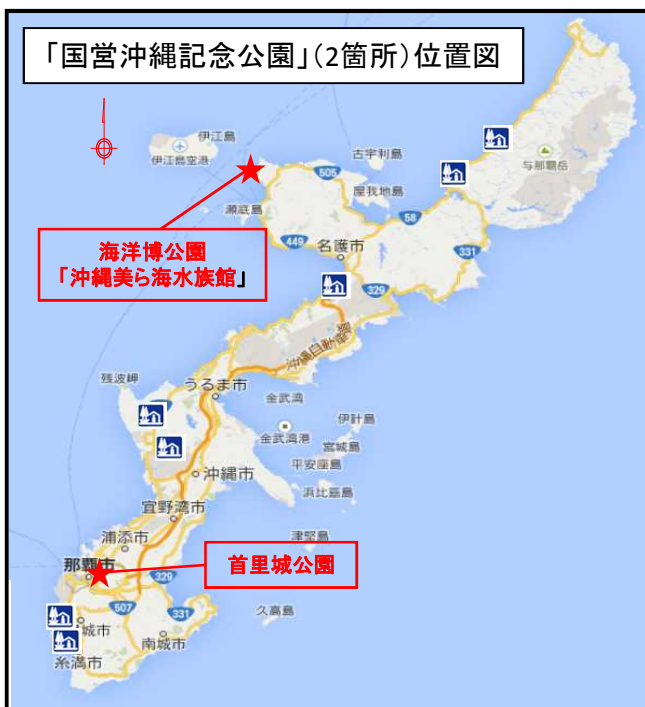 「国営沖縄記念公園」(2箇所)位置図
伊江島
伊江島空港
古宇利島
与那覇岳
505
屋我地島
瀬底島
58
海洋博公園
「沖縄美ら海水族館」
449
名護市
331
329
沖縄自動車道
残波岬
うるま市
金武湾
伊計島
金武湾港
宮城島
平安座島
沖縄市
浜比嘉島
宜野湾市
浦添市
津堅島
那覇市
首里城公園
329
507
331
久高島
城市
南城市
糸満市